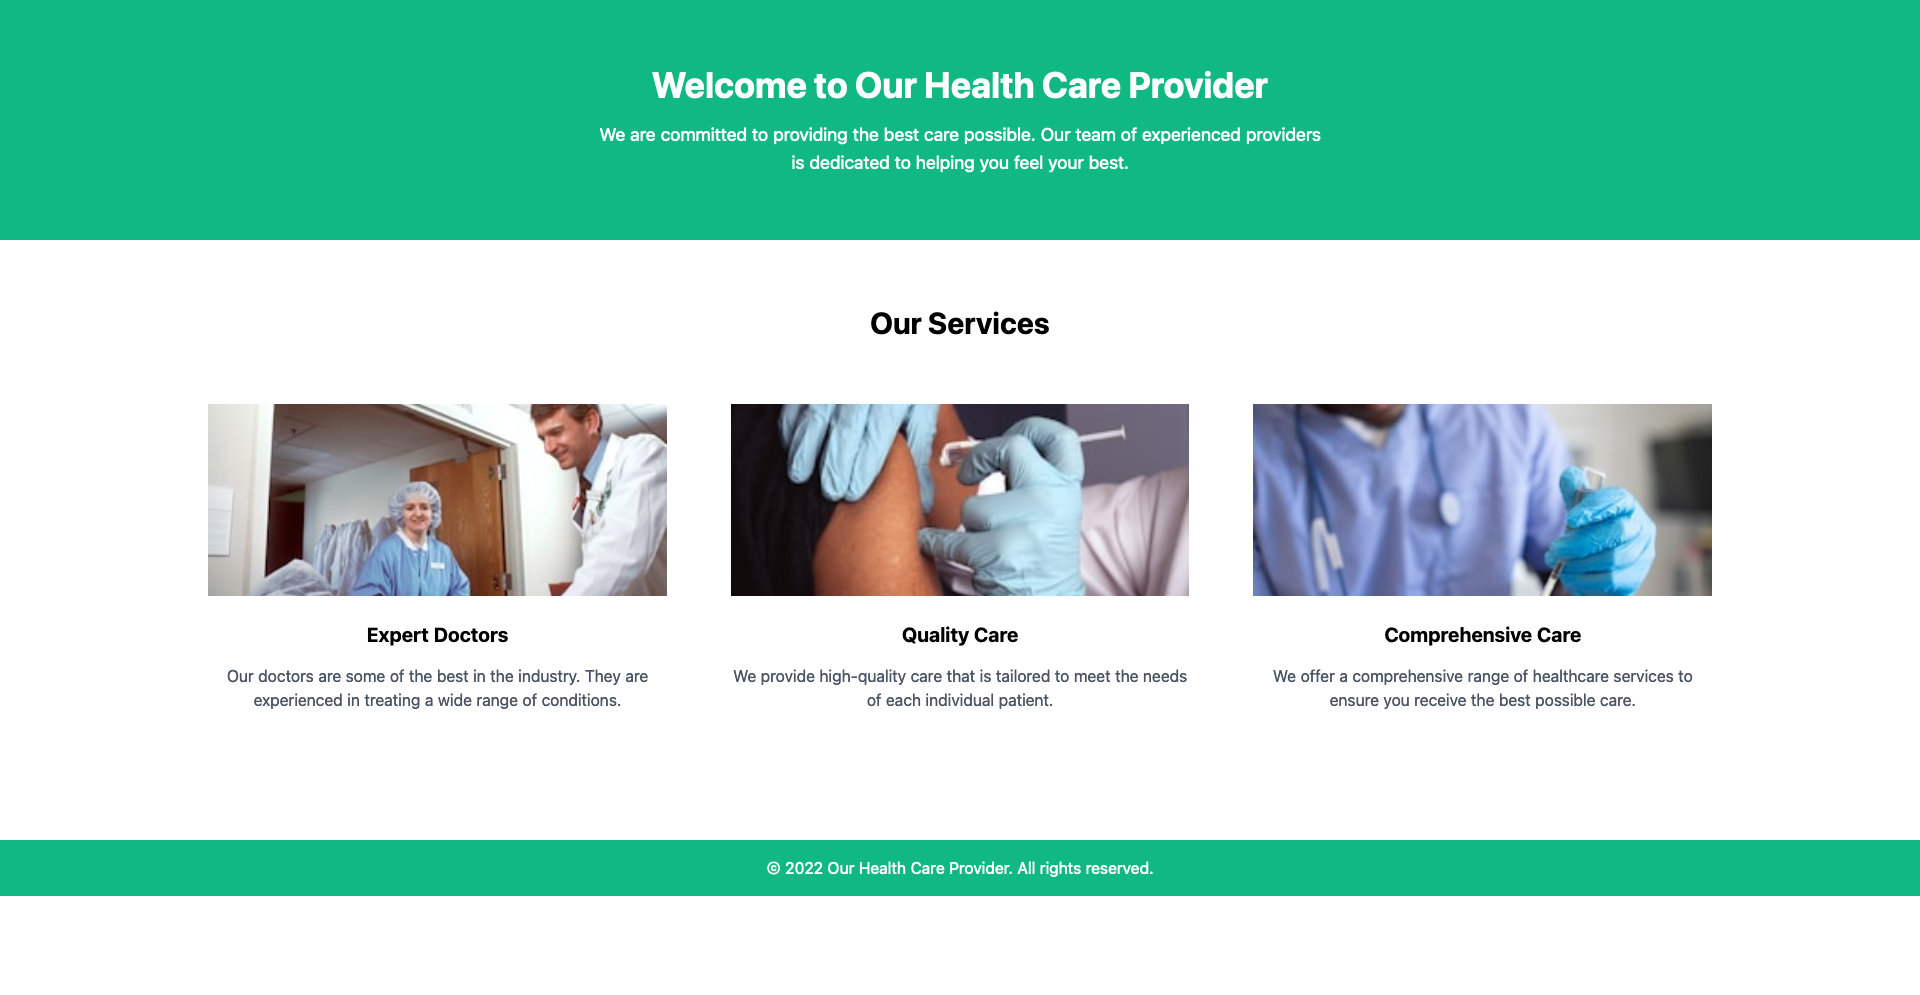 Welcome to Our Health Care Provider
We are committed to providing the best care possible. Our team of experienced providers
is dedicated to helping you feel your best.
Our Services
Expert Doctors
Our doctors are some of the best in the industry. They are
experienced in treating a wide range of conditions.
Quality Care
We provide high-quality care that is tailored to meet the needs
of each individual patient.
Comprehensive Care
We offer a comprehensive range of healthcare services to
ensure you receive the best possible care.
© 2022 Our Health Care Provider. All rights reserved.